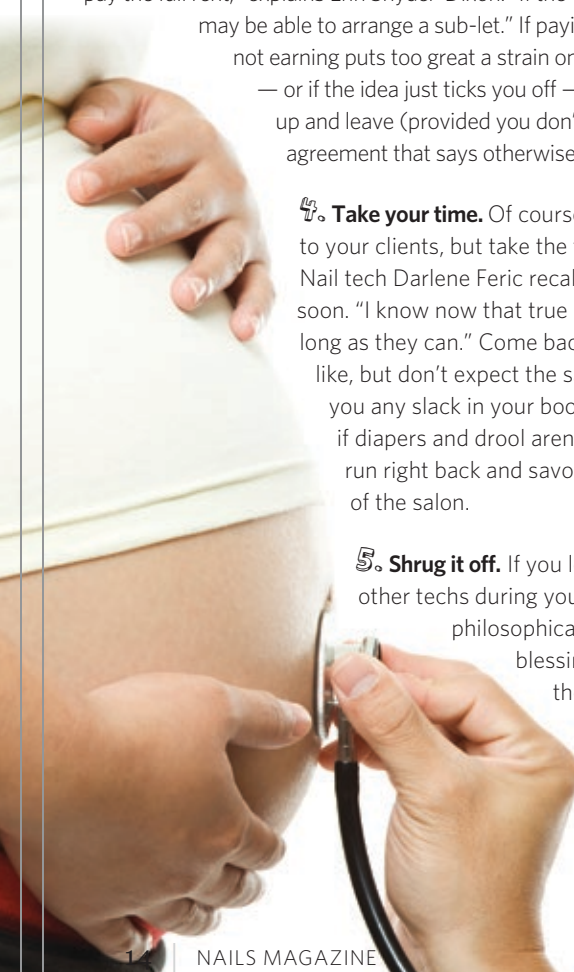 may be able to arrange a sub-let.” If payi
not earning puts too great a strain or
— or if the idea just ticks you off —
up and leave (provided you don’
agreement that says otherwise
4. Take your time. Of course
to your clients, but take the
Nail tech Darlene Feric recal
soon. “I know now that true
long as they can.” Come bac
like, but don’t expect the s
you any slack in your boo
if diapers and drool aren
run right back and savo
of the salon.
5. Shrug it off. If you l
other techs during you
philosophica
blessi
th
14 | NAILS MAGAZINE